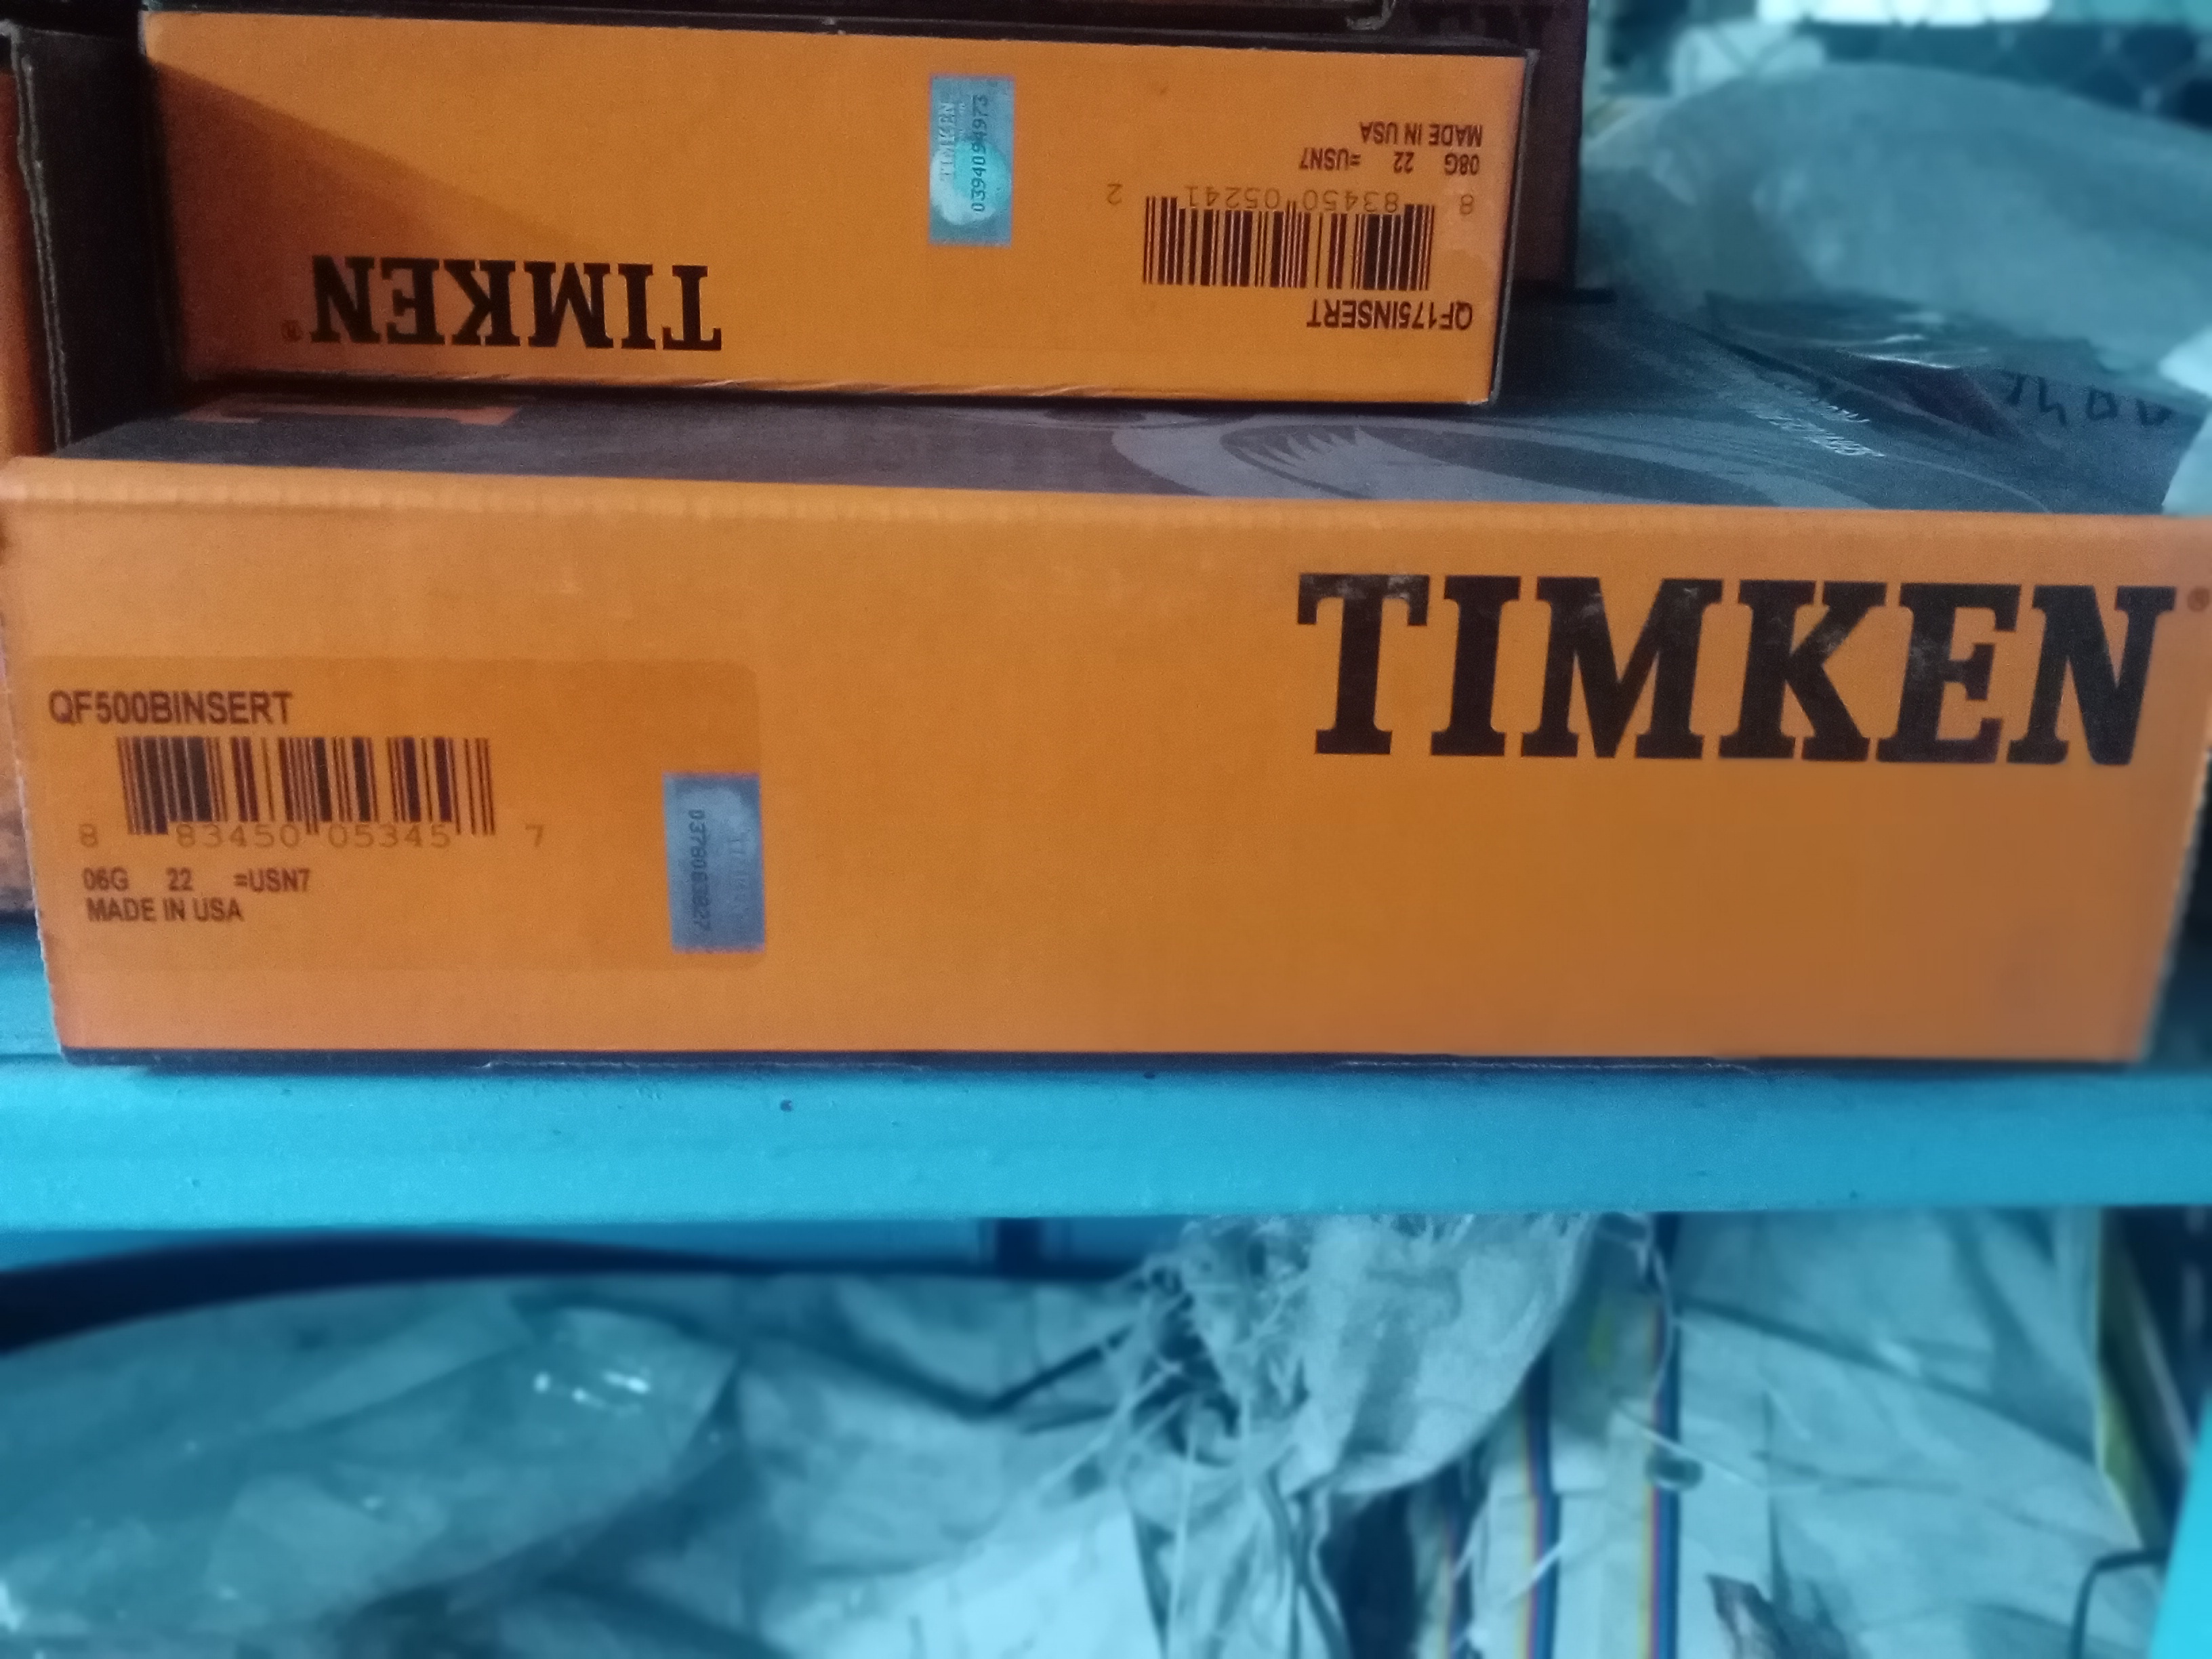 MADE IN USA
08G 22 =USN7
8 83450 05241 2
QF175INSERT
TIMKEN®
TIMKEN
QF500BINSERT
8 83450 05345 7
06G 22 =USN7
MADE IN USA
TIMKEN®